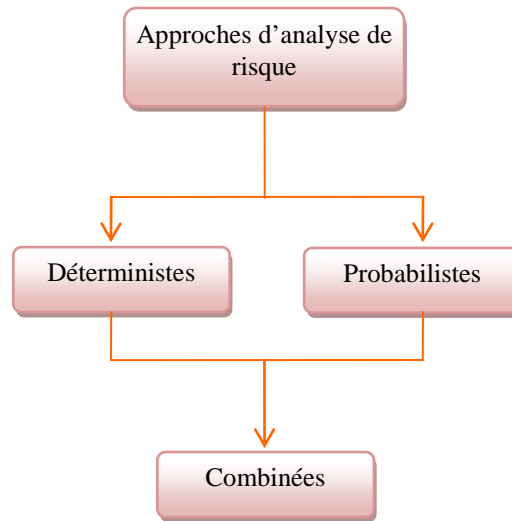 Approches d'analyse de
risque
Déterministes
Probabilistes
Combinées